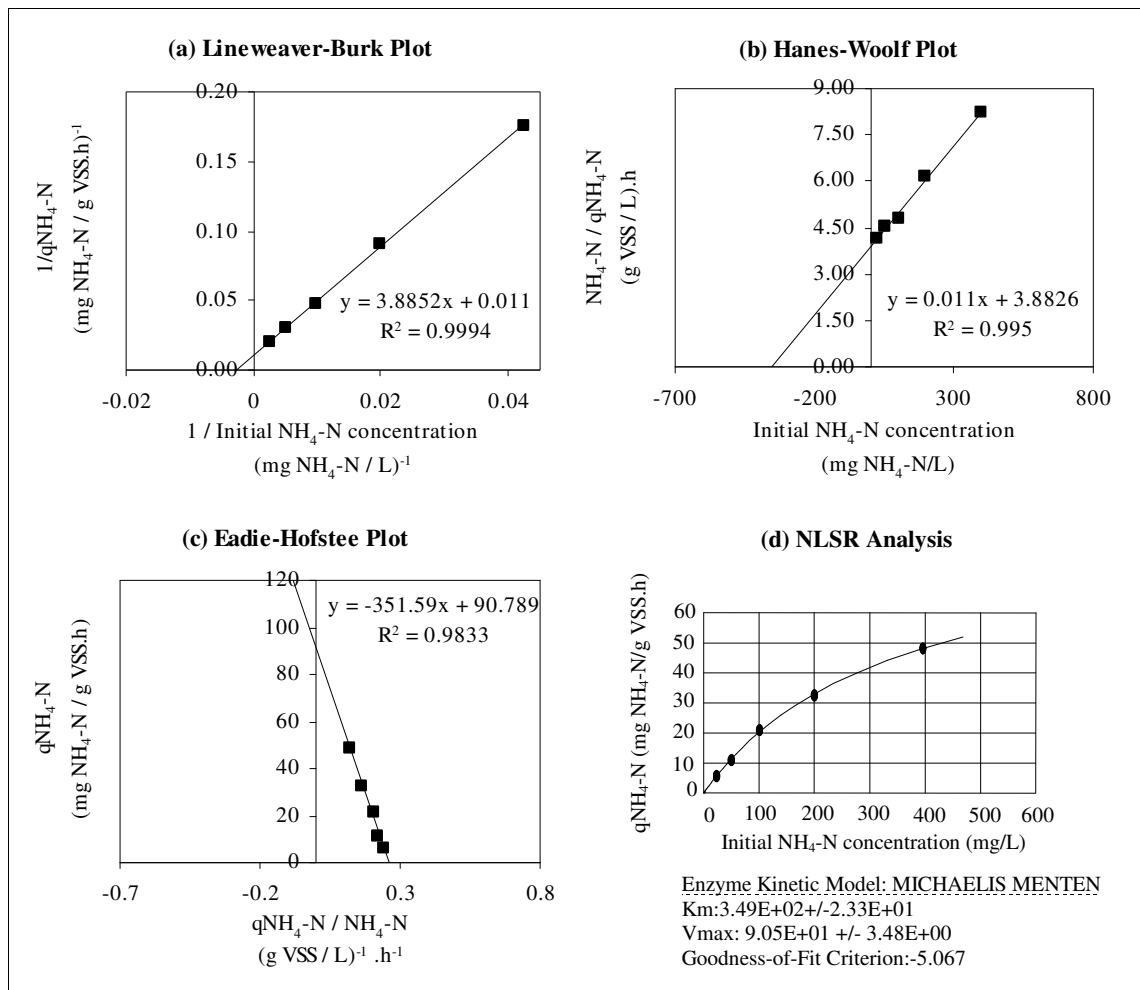 (a) Lineweaver-Burk Plot
0.20
0.15
0.10
0.05
0.00
-0.02
0
0.02
0.04
1/qNH₄-N
(mg NH₄-N / g VSS.h)⁻¹
y = 3.8852x + 0.011
R² = 0.9994
1 / Initial NH₄-N concentration
(mg NH₄-N / L)⁻¹
(b) Hanes-Woolf Plot
9.00
7.50
6.00
4.50
3.00
1.50
0.00
-700
-200
300
800
NH₄-N / qNH₄-N
(g VSS / L).h
y = 0.011x + 3.8826
R² = 0.995
Initial NH₄-N concentration
(mg NH₄-N/L)
(c) Eadie-Hofstee Plot
120
100
80
60
40
20
0
-0.7
-0.2
0.3
0.8
qNH₄-N
(mg NH₄-N / g VSS.h)
y = -351.59x + 90.789
R² = 0.9833
qNH₄-N / NH₄-N
(g VSS / L)⁻¹ .h⁻¹
(d) NLSR Analysis
60
50
40
30
20
10
0
0
100
200
300
400
500
600
qNH₄-N (mg NH₄-N/g VSS.h)
Initial NH₄-N concentration (mg/L)
Enzyme Kinetic Model: MICHAELIS MENTEN
Km:3.49E+02+/-2.33E+01
Vmax: 9.05E+01 +/- 3.48E+00
Goodness-of-Fit Criterion:-5.067